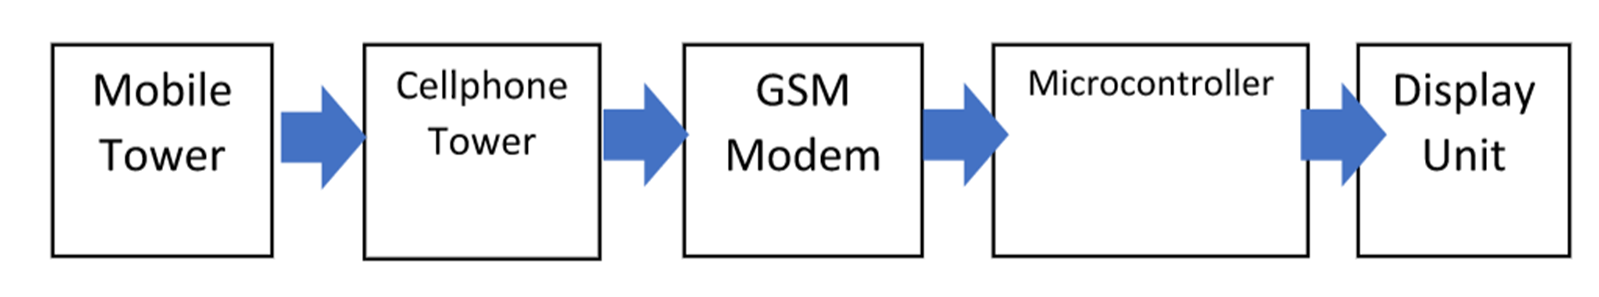 Mobile
Tower
Cellphone
Tower
GSM
Modem
Microcontroller
Display
Unit